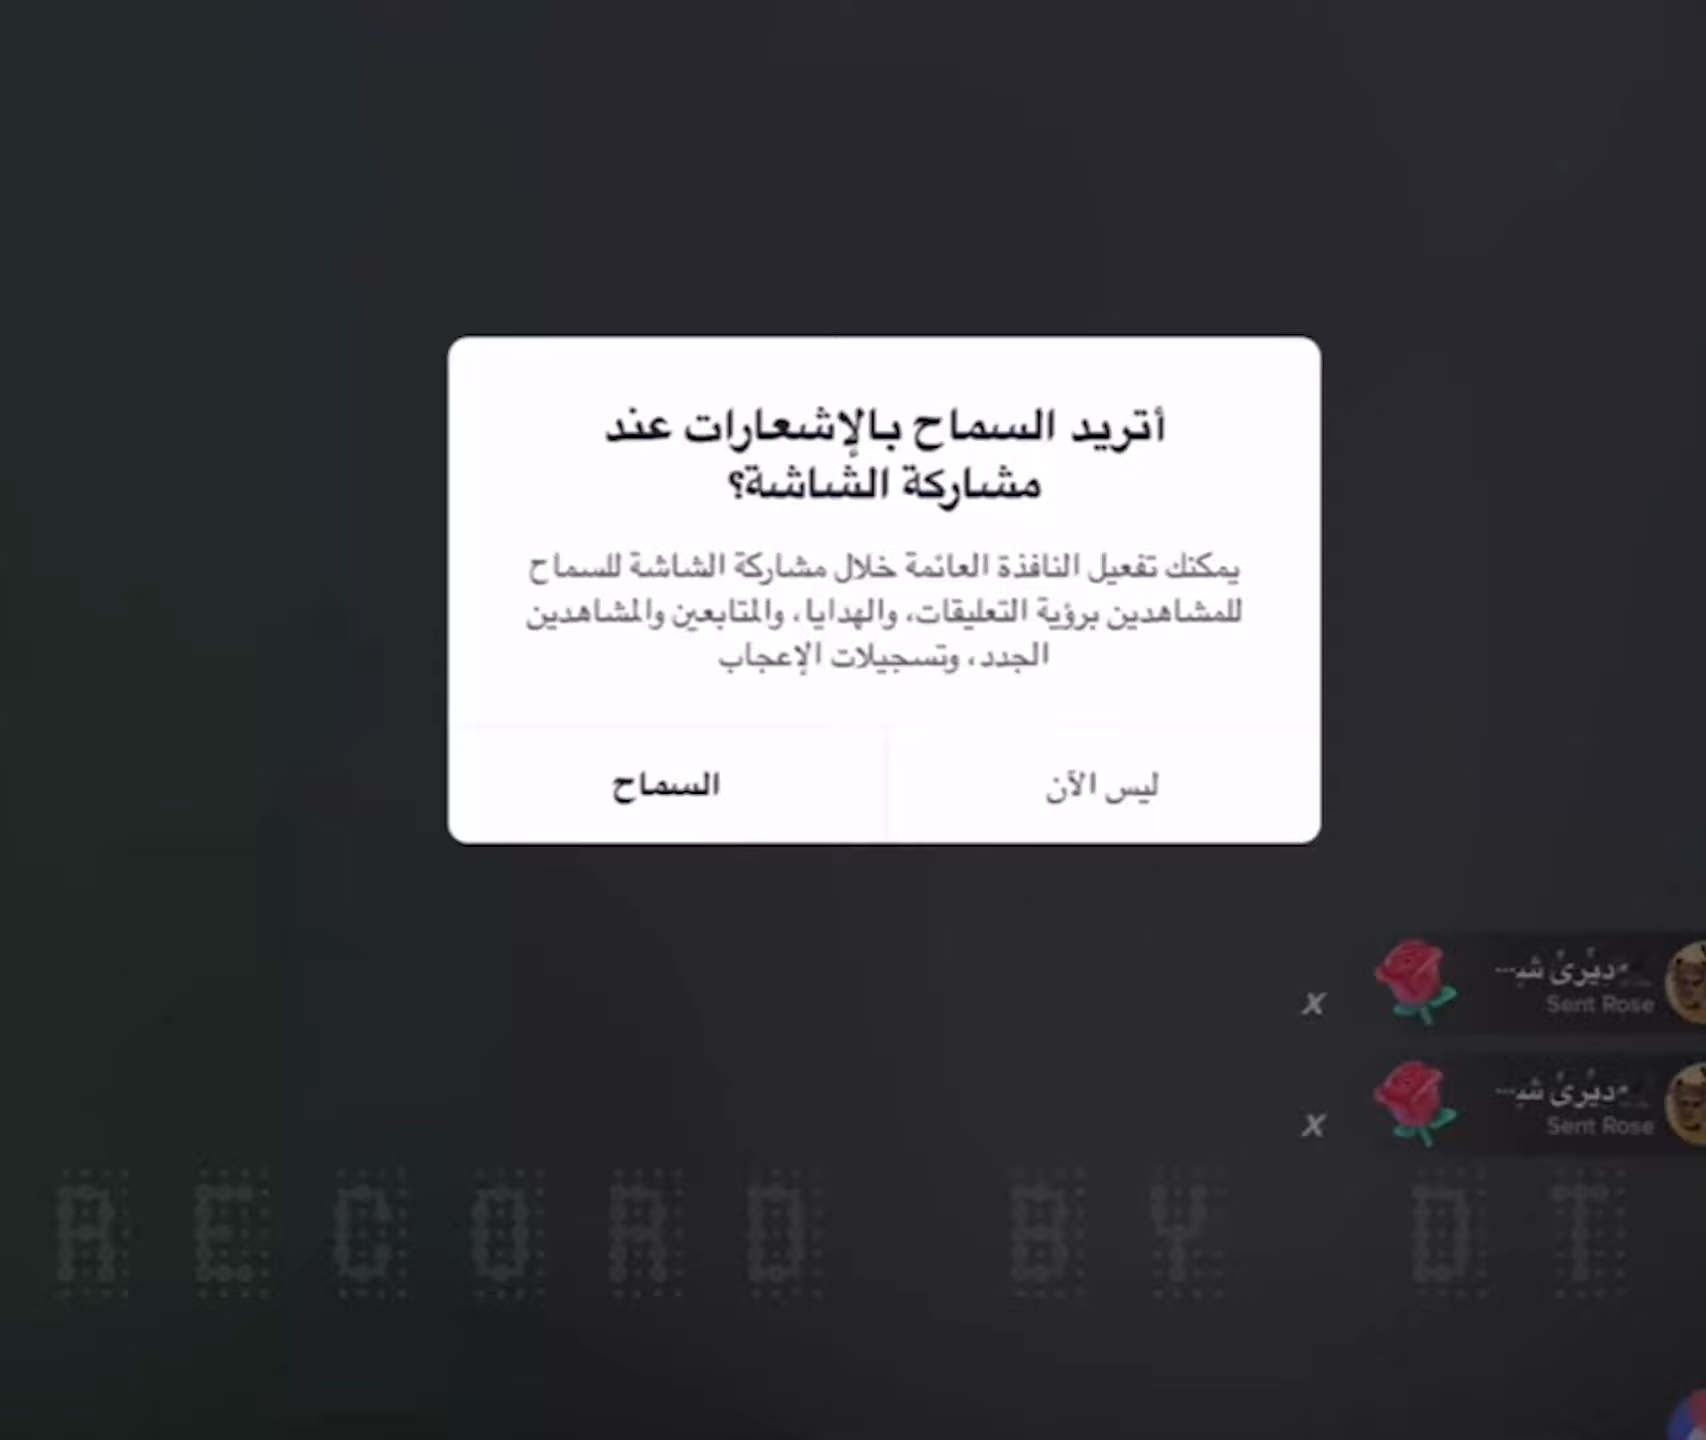 أتريد السماح بالإشعارات عند
مشاركة الشاشة؟
يمكنك تفعيل النافذة العائمة خلال مشاركة الشاشة للسماح
للمشاهدين برؤية التعليقات، والهدايا، والمتابعين والمشاهدين
الجدد، وتسجيلات الإعجاب
ليس الآن
السماح
Sent Rose
x
Sent Rose
x
RECORD BY DT